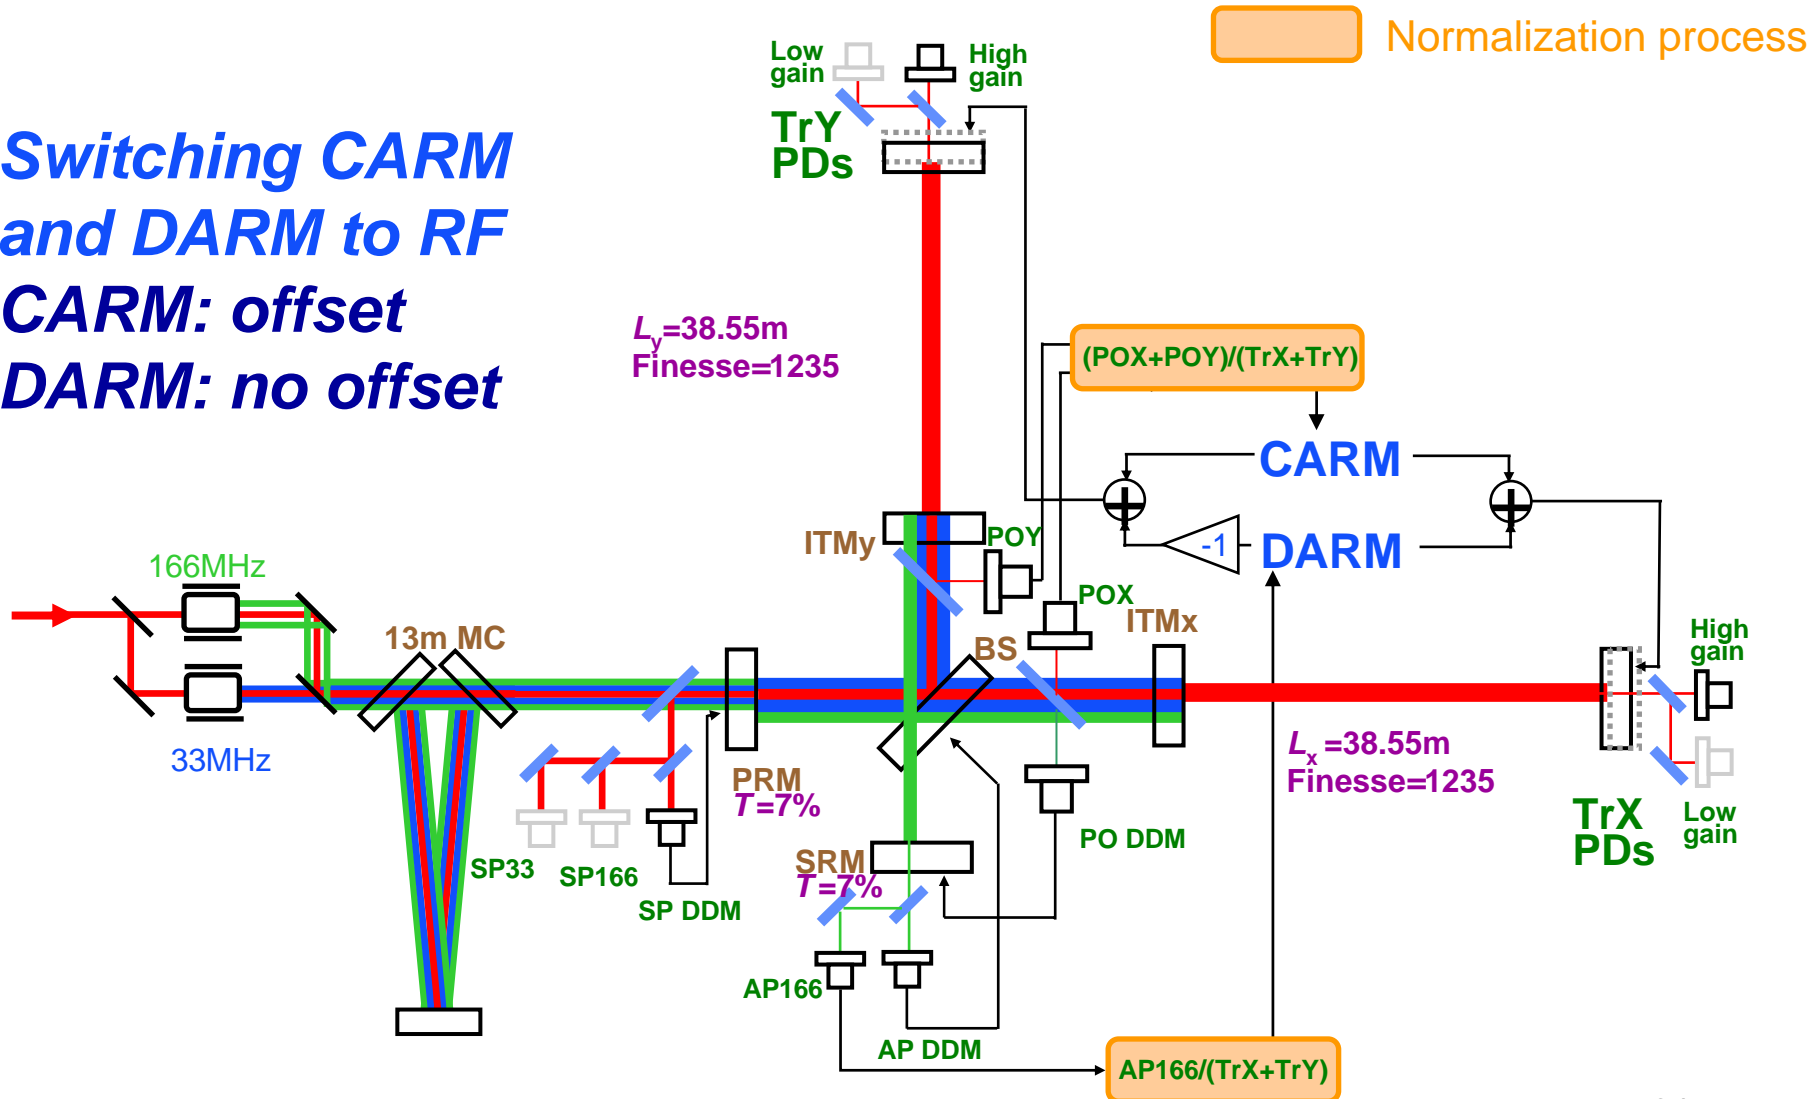 Normalization process
Switching CARM
and DARM to RF
CARM: offset
DARM: no offset
Low
gain
High
gain
TrY
PDs
Ly=38.55m
Finesse=1235
(POX+POY)/(TrX+TrY)
CARM
-1
DARM
ITMy
POY
POX
ITMx
BS
166MHz
13m MC
33MHz
High
gain
Lx =38.55m
Finesse=1235
PRM
T=7%
TrX
PDs
Low
gain
PO DDM
SRM
T=7%
SP33
SP166
SP DDM
AP166
AP DDM
AP166/(TrX+TrY)